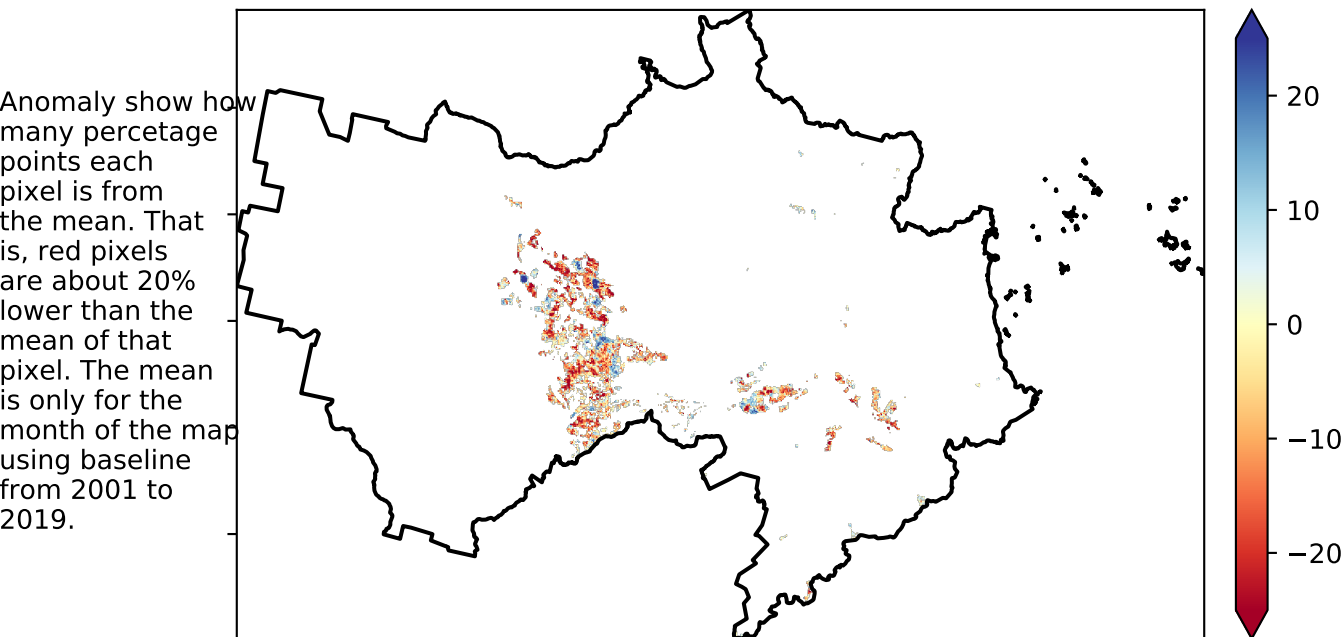 Anomaly show how
many percetage
points each
pixel is from
the mean. That
is, red pixels
are about 20%
lower than the
mean of that
pixel. The mean
is only for the
month of the map
using baseline
from 2001 to
2019.
20
10
0
−10
−20